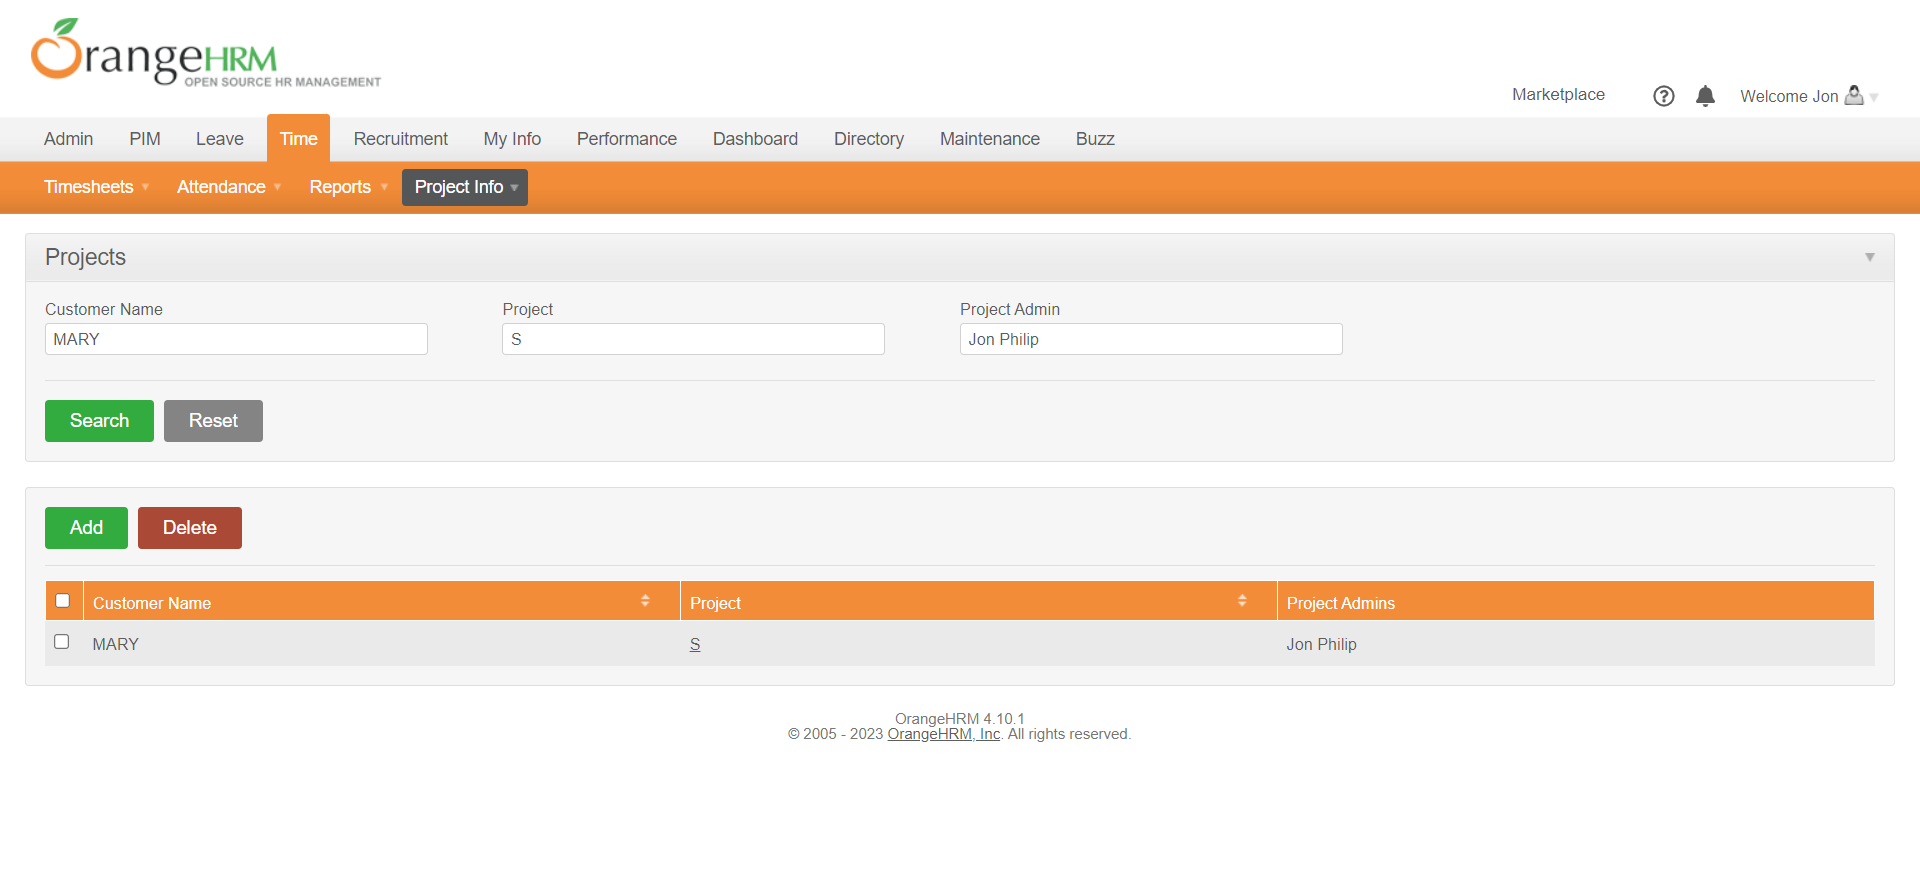 OrangeHRM
OPEN SOURCE HR MANAGEMENT
Marketplace
Welcome Jon
Admin PIM Leave Time Recruitment My Info Performance Dashboard Directory Maintenance Buzz
Timesheets Attendance Reports Project Info
Projects
Customer Name Project Project Admin
MARY S Jon Philip
Search Reset
Add Delete
Customer Name Project Project Admins
MARY S Jon Philip
OrangeHRM 4.10.1
© 2005 - 2023 OrangeHRM, Inc. All rights reserved.